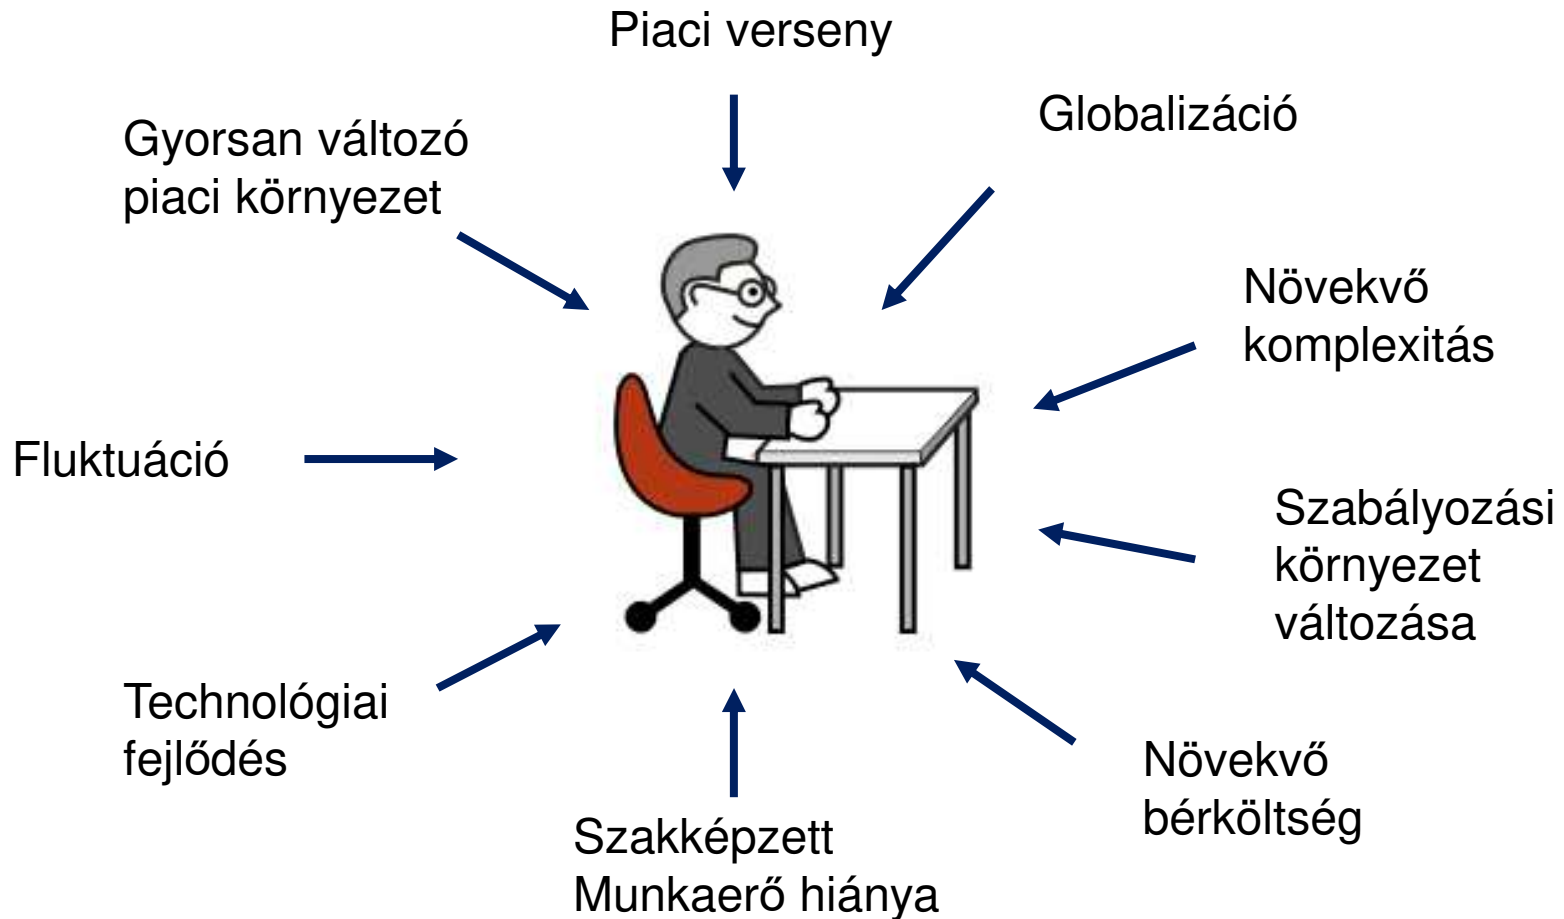 Piaci verseny
Globalizáció
Gyorsan változó
piaci környezet
Növekvő
komplexitás
Fluktuáció
Szabályozási
környezet
változása
Technológiai
fejlődés
Növekvő
bérköltség
Szakképzett
Munkaerő hiánya